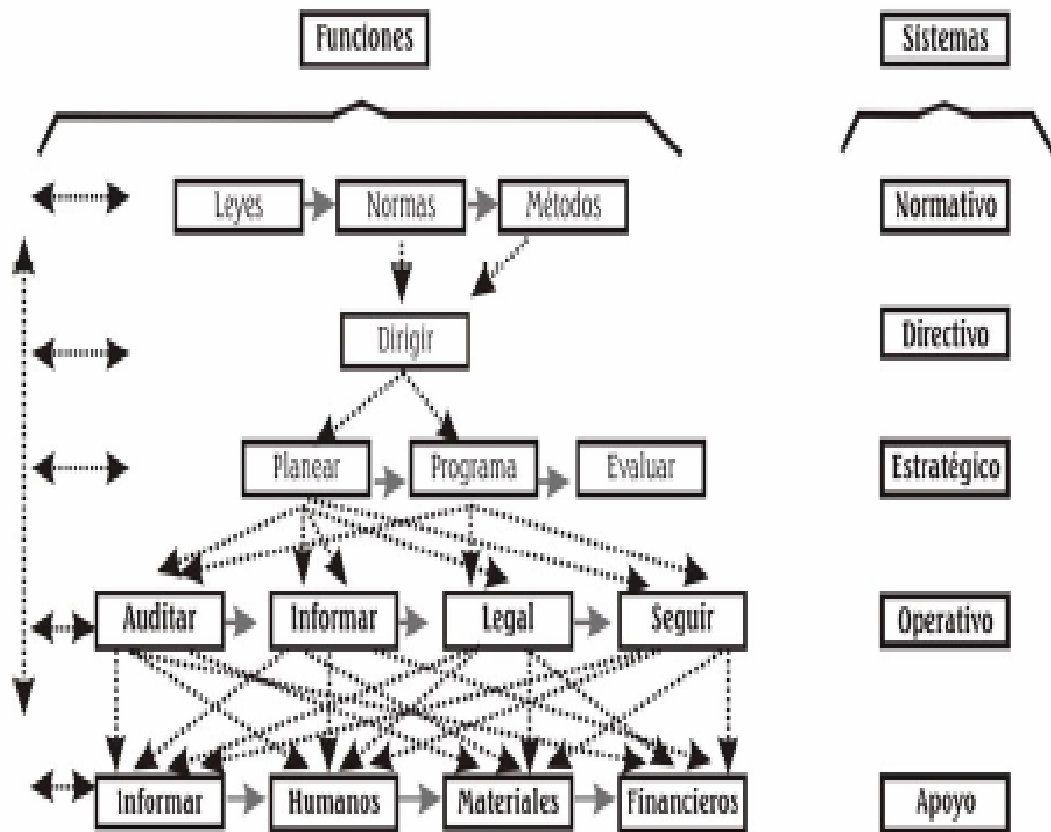 Funciones Sistemas
Leyes Normas Métodos Normativo
Dirigir Directivo
Planear Programa Evaluar Estratégico
Auditar Informar Legal Seguir Operativo
Informar Humanos Materiales Financieros Apoyo